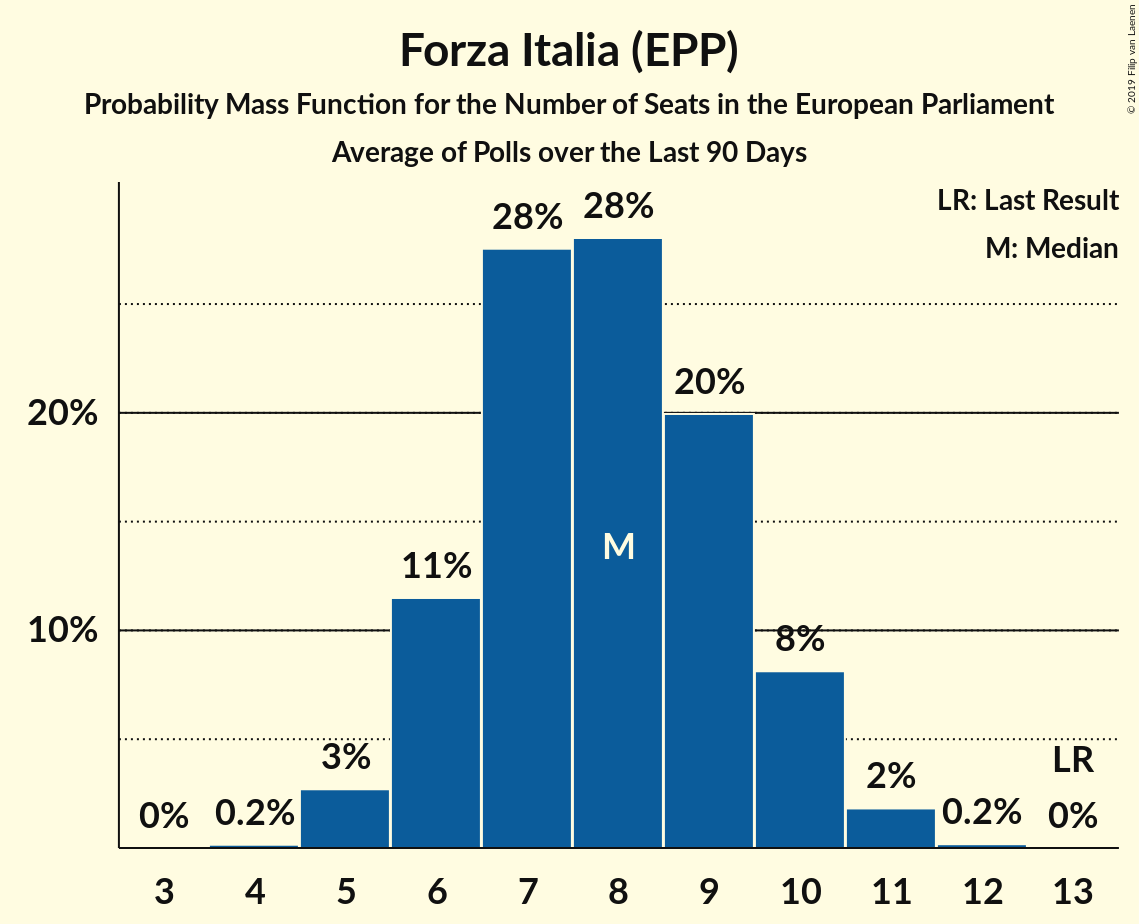 Forza Italia (EPP)
Probability Mass Function for the Number of Seats in the European Parliament
Average of Polls over the Last 90 Days
© 2019 Filip van Laenen
LR: Last Result
M: Median
28%
28%
20%
20%
M
11%
10%
8%
3%
2%
LR
0%
0.2%
0.2%
0%
3 4 5 6 7 8 9 10 11 12 13